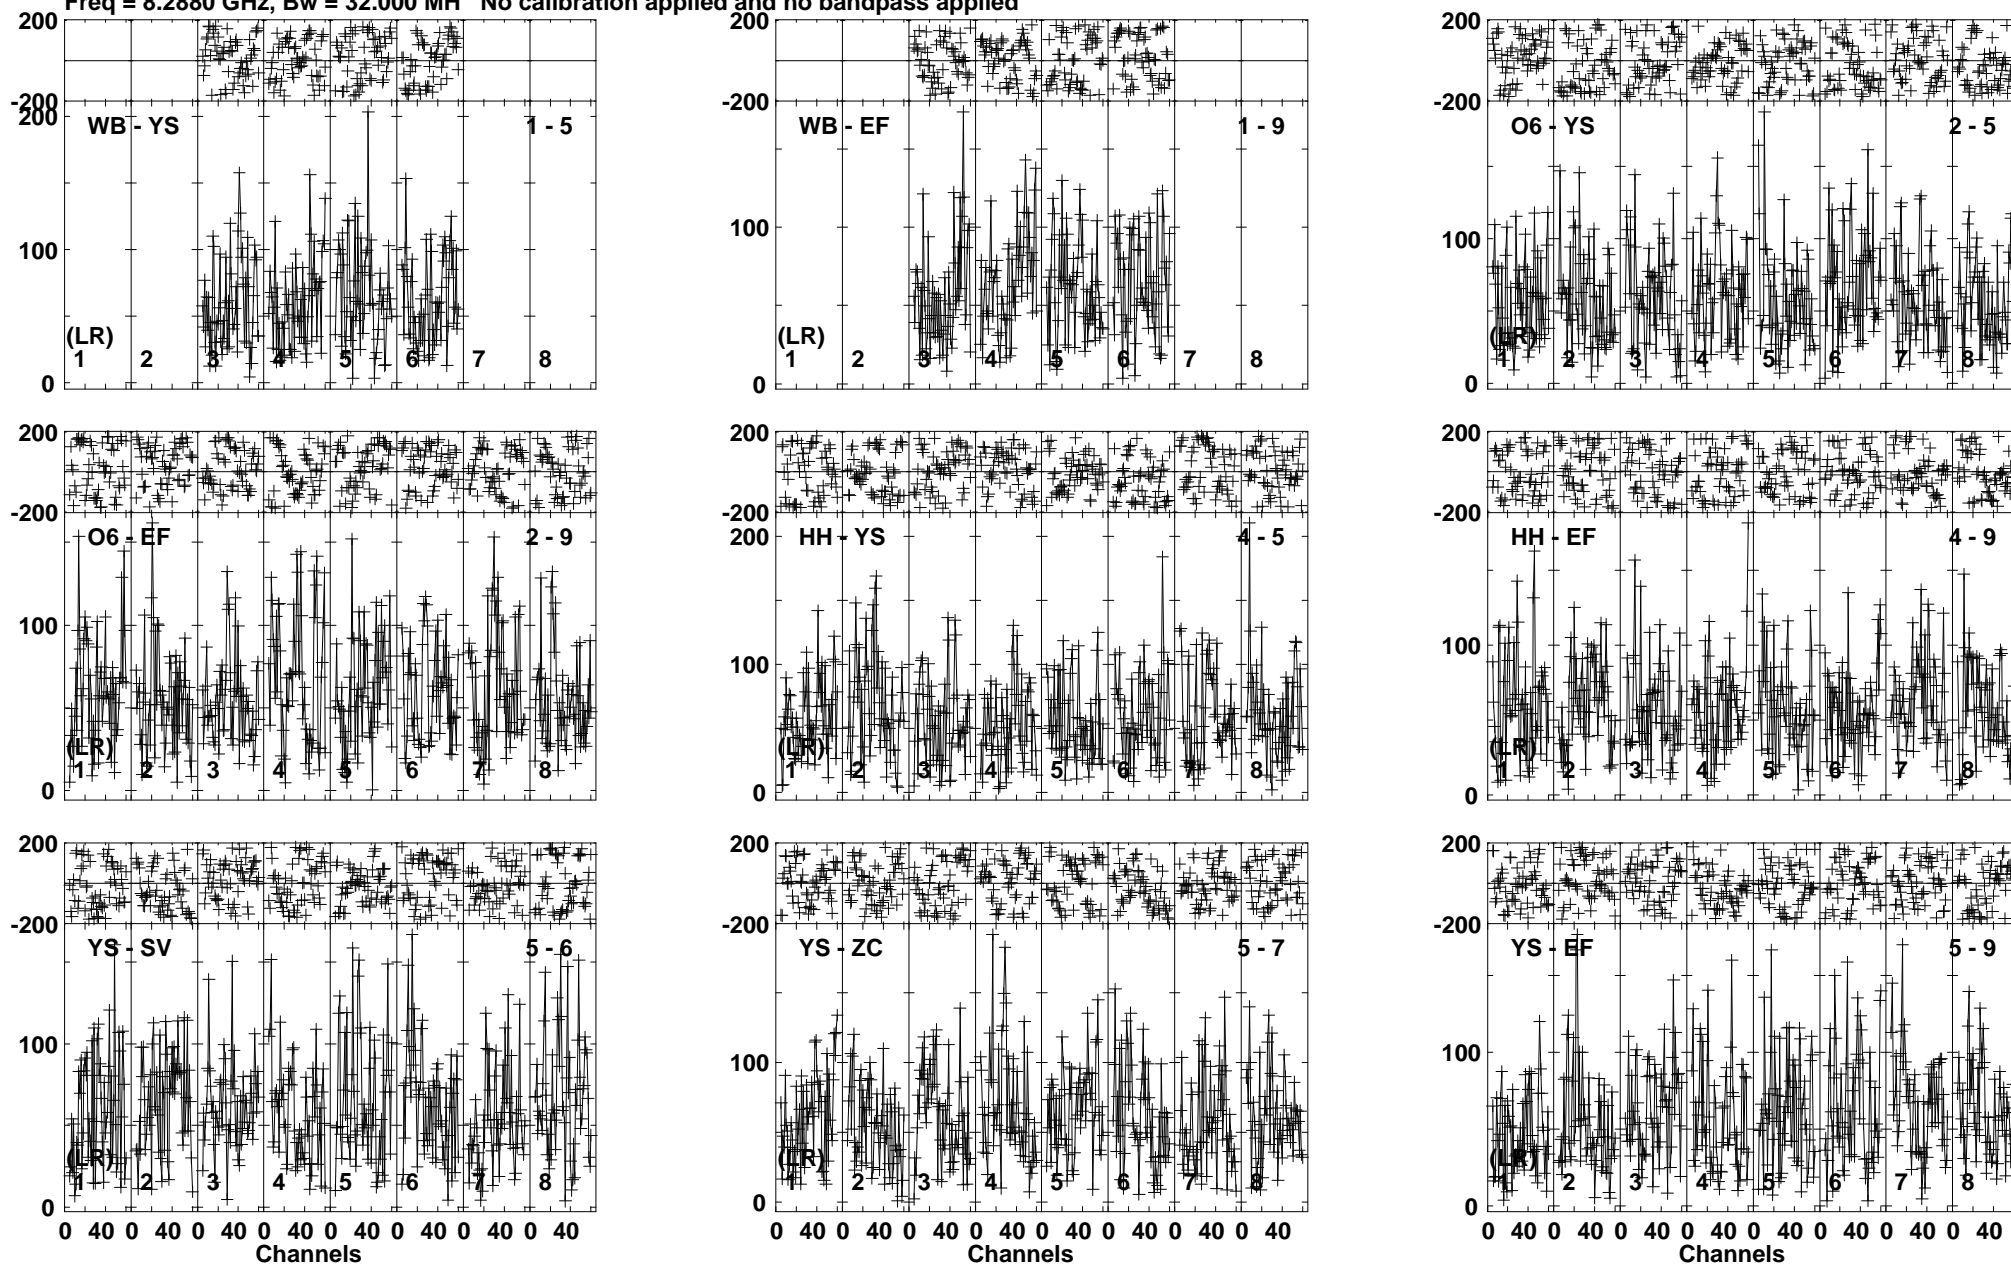 Freq = 8.2880 GHz, Bw = 32.000 MH No calibration applied and no bandpass applied
200
-200
200
WB - YS 1 - 5
100
(LR)
1 2 3 4 5 6 7 8
0
-200
WB - EF 1 - 9
100
(LR)
1 2 3 4 5 6 7 8
0
200
-200
O6 - YS 2 - 5
100
(LR)
1 2 3 4 5 6 7 8
0
200
-200
O6 - EF 2 - 9
100
(LR)
1 2 3 4 5 6 7 8
0
200
-200
200
HH - YS 4 - 5
100
(LR)
1 2 3 4 5 6 7 8
0
200
-200
HH - EF 4 - 9
100
(LR)
1 2 3 4 5 6 7 8
0
200
-200
YS - SV 5 - 6
100
(LR)
1 2 3 4 5 6 7 8
0
0 40 0 40 0 40 0 40 0 40 0 40 0 40 0 40
Channels
200
-200
YS - ZC 5 - 7
100
(LR)
1 2 3 4 5 6 7 8
0
0 40 0 40 0 40 0 40 0 40 0 40 0 40 0 40
Channels
200
-200
YS - EF 5 - 9
100
(LR)
1 2 3 4 5 6 7 8
0
0 40 0 40 0 40 0 40 0 40 0 40 0 40 0 40
Channels